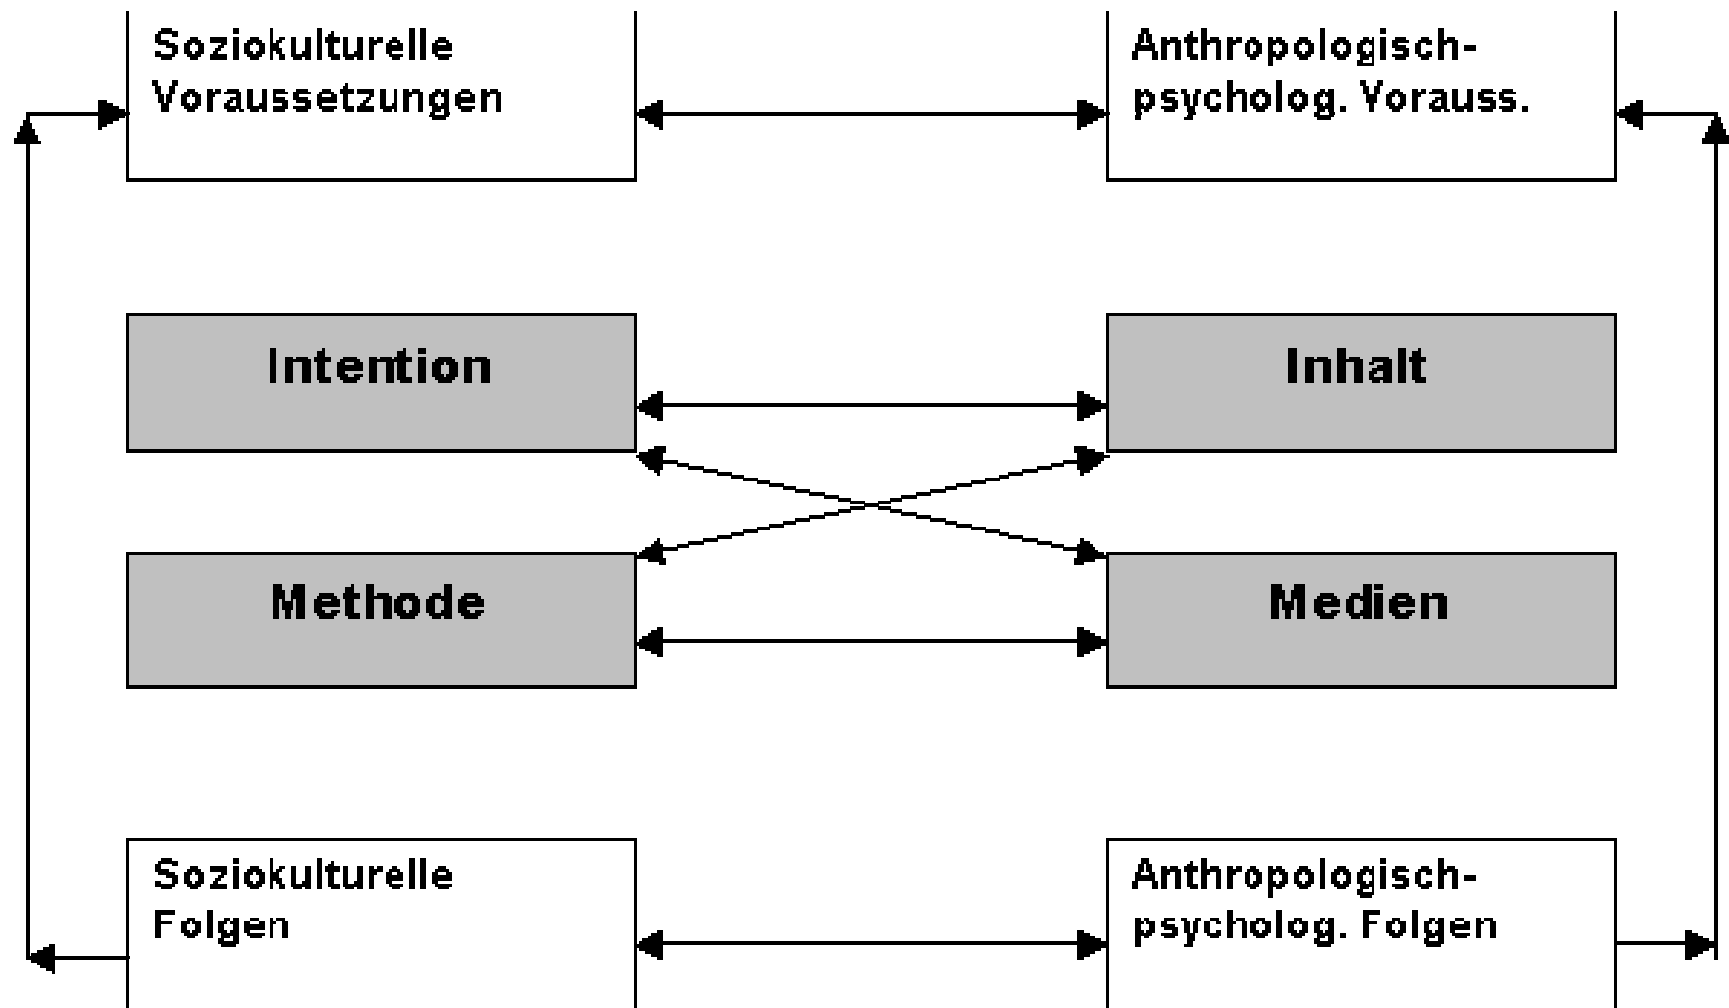 Soziokulturelle
Voraussetzungen
Anthropologisch-
psycholog. Vorauss.
Intention
Inhalt
Methode
Medien
Soziokulturelle
Folgen
Anthropologisch-
psycholog. Folgen